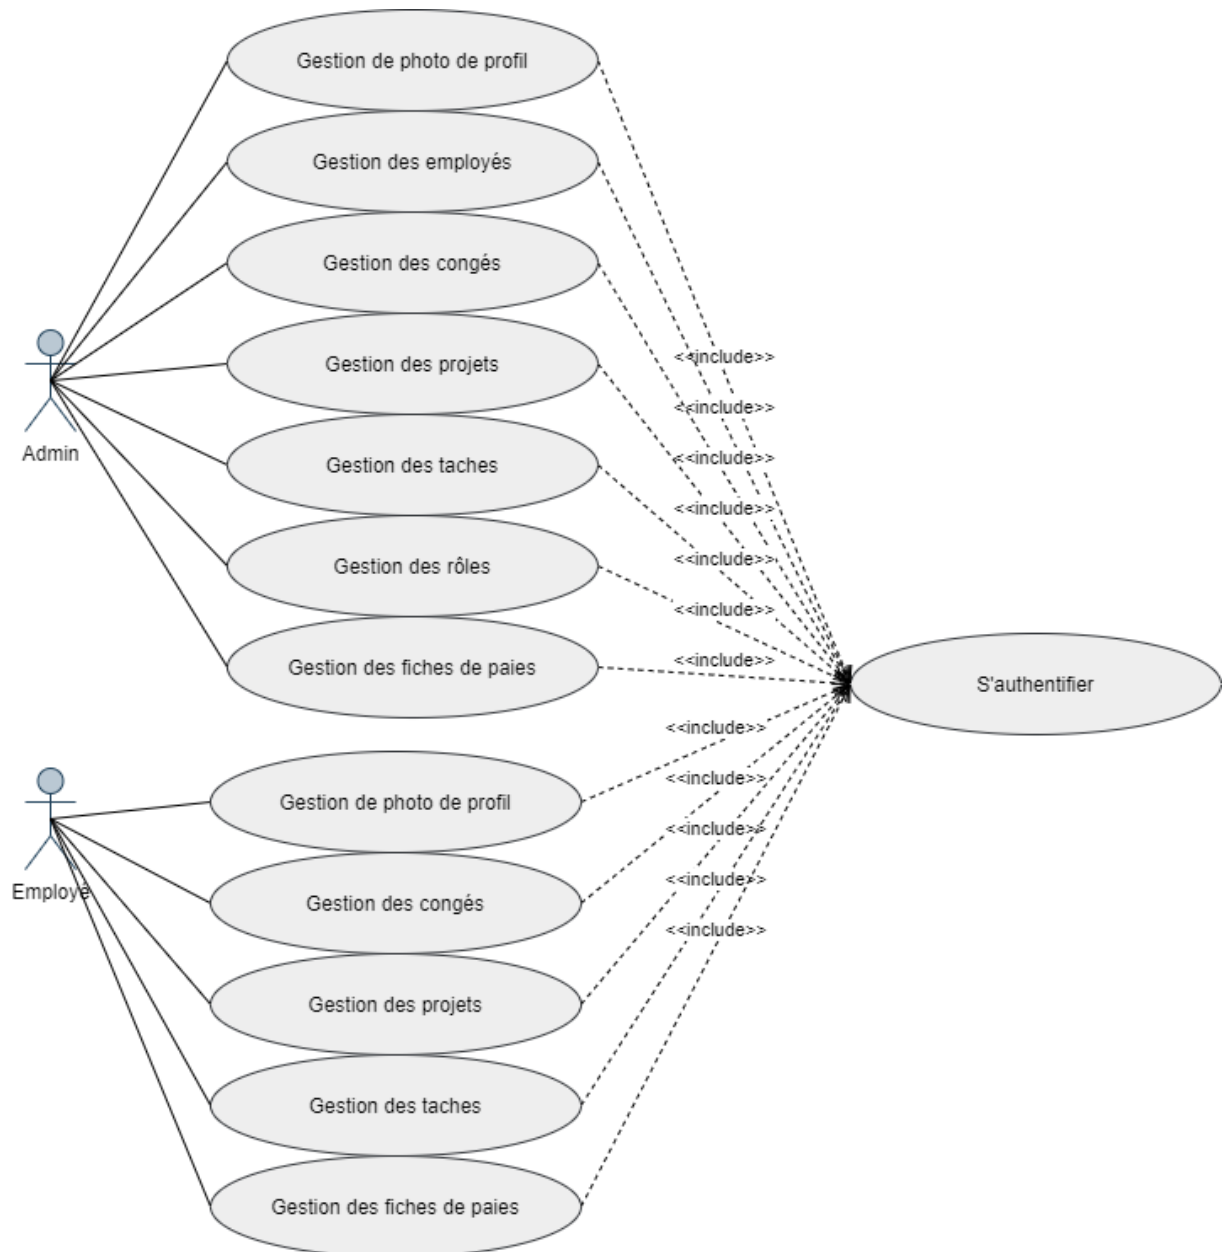 Gestion de photo de profil
Gestion des employés
Gestion des congés
Gestion des projets
<<include>>
<<include>>
Admin
Gestion des taches
<<include>>
<<include>>
<<include>>
Gestion des rôles
<<include>>
Gestion des fiches de paies
<<include>>
S'authentifier
<<include>>
Gestion de photo de profil
<<include>>
<<include>>
Employé
<<include>>
Gestion des congés
<<include>>
Gestion des projets
Gestion des taches
Gestion des fiches de paies